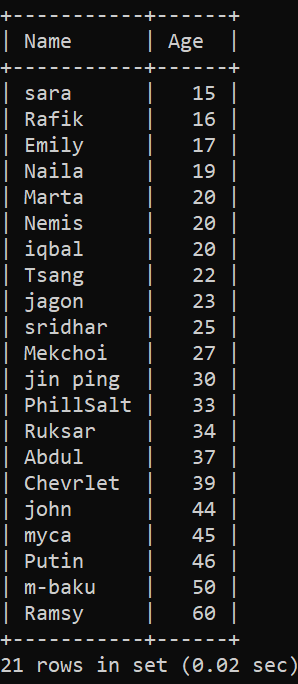 +-----------+------+
| Name      | Age  |
+-----------+------+
| sara      |   15 |
| Rafik     |   16 |
| Emily     |   17 |
| Naila     |   19 |
| Marta     |   20 |
| Nemis     |   20 |
| iqbal     |   20 |
| Tsang     |   22 |
| jagon     |   23 |
| sridhar   |   25 |
| Mekchoi   |   27 |
| jin ping  |   30 |
| PhillSalt |   33 |
| Ruksar    |   34 |
| Abdul     |   37 |
| Chevrlet  |   39 |
| john      |   44 |
| myca      |   45 |
| Putin     |   46 |
| m-baku    |   50 |
| Ramsy     |   60 |
+-----------+------+
21 rows in set (0.02 sec)